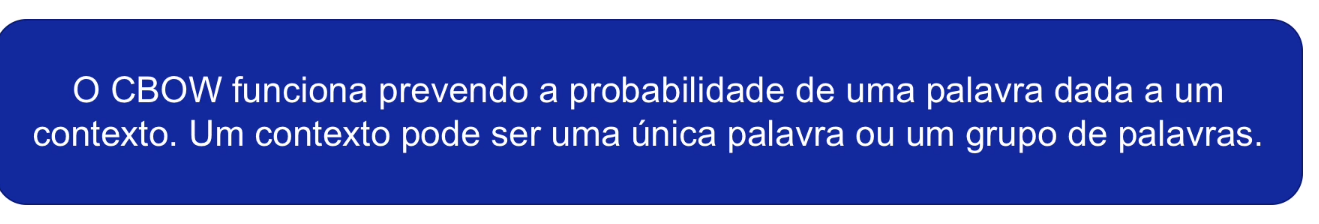 O CBOW funciona prevendo a probabilidade de uma palavra dada a um
contexto. Um contexto pode ser uma única palavra ou um grupo de palavras.